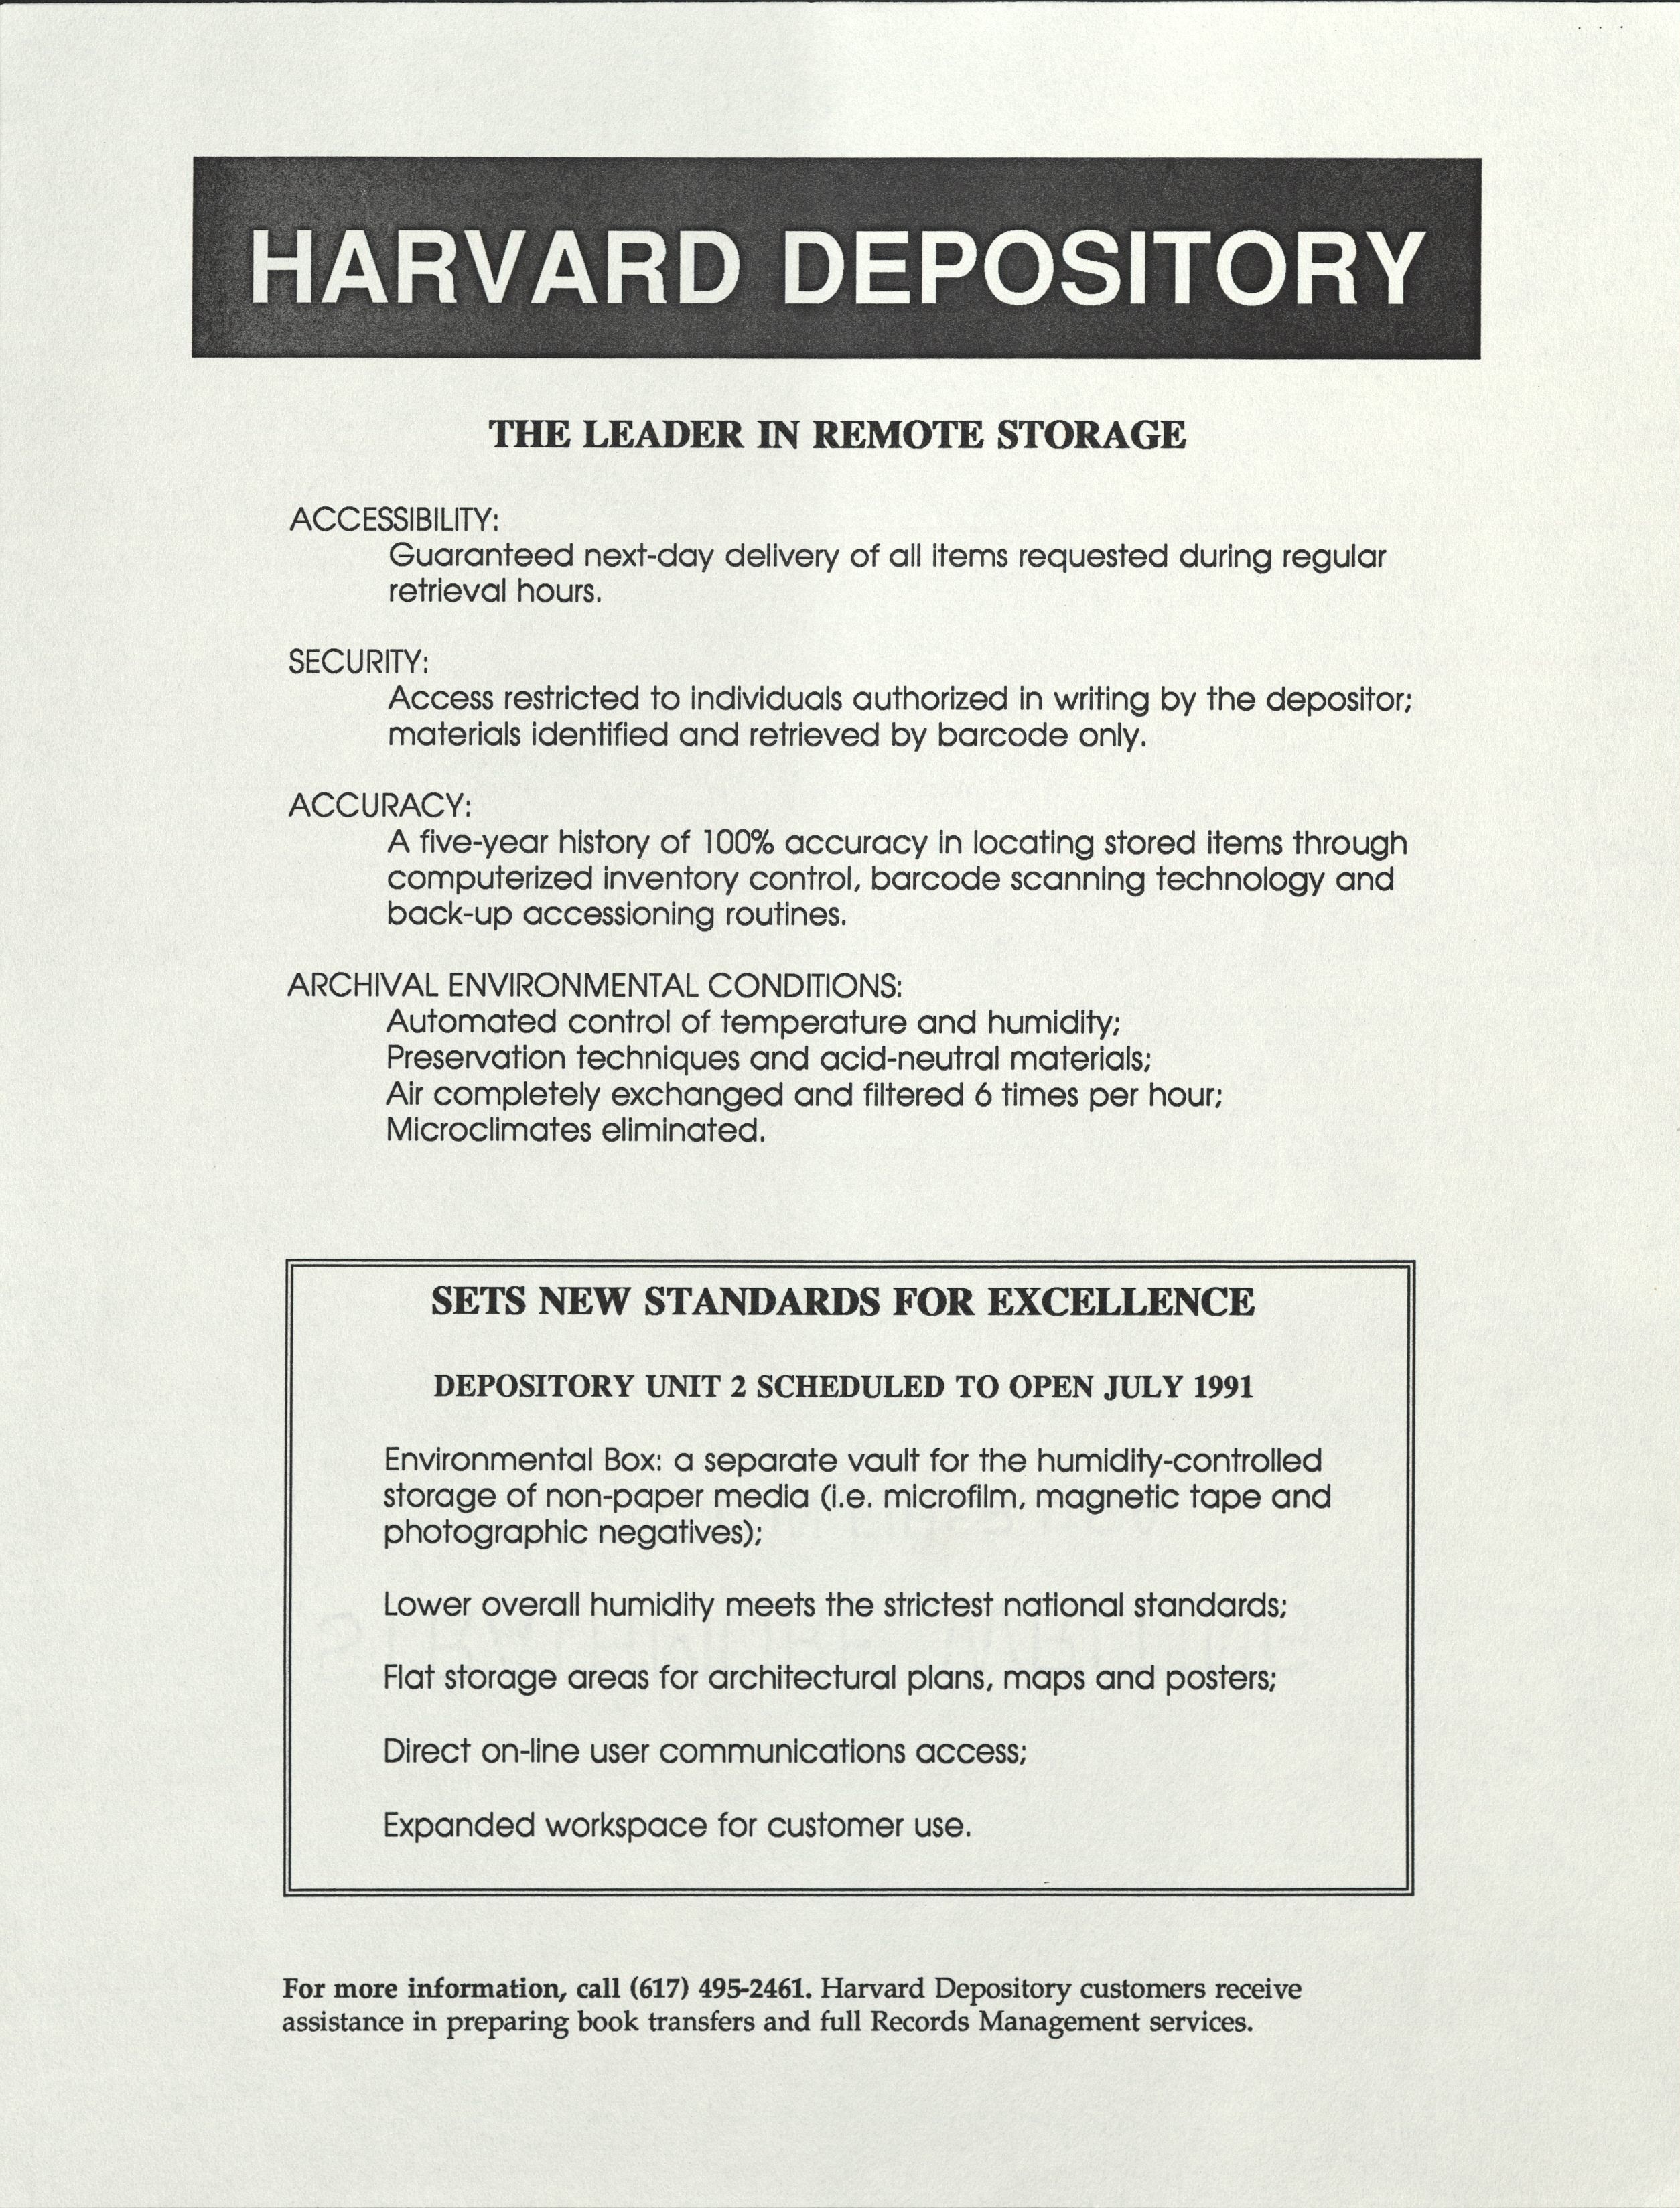 HARVARD DEPOSITORY
THE LEADER IN REMOTE STORAGE
ACCESSIBILITY:
Guaranteed next-day delivery of all items requested during regular
retrieval hours.
SECURITY:
Access restricted to individuals authorized in writing by the depositor;
materials identified and retrieved by barcode only.
ACCURACY:
A five-year history of 100% accuracy in locating stored items through
computerized inventory control, barcode scanning technology and
back-up accessioning routines.
ARCHIVAL ENVIRONMENTAL CONDITIONS:
Automated control of temperature and humidity;
Preservation techniques and acid-neutral materials;
Air completely exchanged and filtered 6 times per hour;
Microclimates eliminated.
SETS NEW STANDARDS FOR EXCELLENCE
DEPOSITORY UNIT 2 SCHEDULED TO OPEN JULY 1991
Environmental Box: a separate vault for the humidity-controlled
storage of non-paper media (i.e. microfilm, magnetic tape and
photographic negatives);
Lower overall humidity meets the strictest national standards;
Flat storage areas for architectural plans, maps and posters;
Direct on-line user communications access;
Expanded workspace for customer use.
For more information, call (617) 495-2461. Harvard Depository customers receive
assistance in preparing book transfers and full Records Management services.